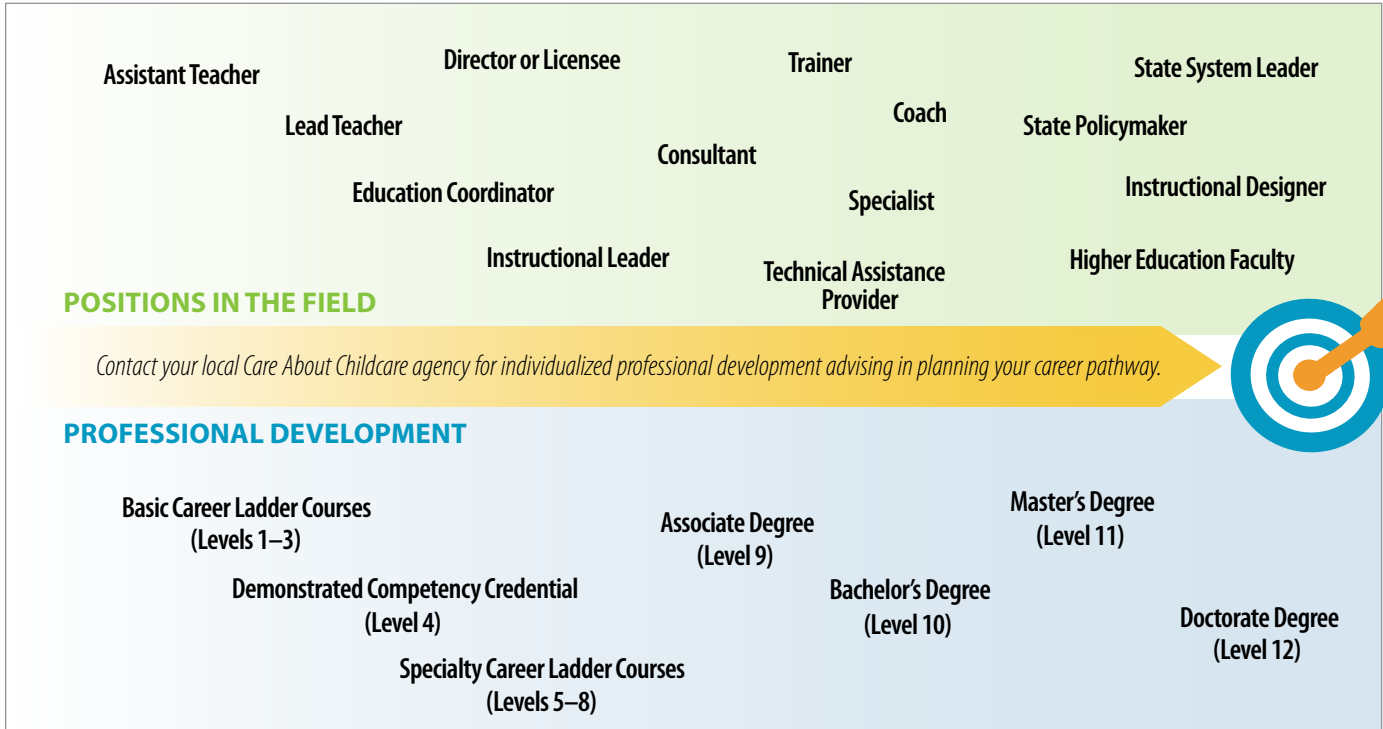 Assistant Teacher
Director or Licensee
Trainer
State System Leader
Lead Teacher
Coach
State Policymaker
Consultant
Education Coordinator
Specialist
Instructional Designer
Instructional Leader
Technical Assistance
Provider
Higher Education Faculty
POSITIONS IN THE FIELD
Contact your local Care About Childcare agency for individualized professional development advising in planning your career pathway.
PROFESSIONAL DEVELOPMENT
Basic Career Ladder Courses
(Levels 1–3)
Demonstrated Competency Credential
(Level 4)
Specialty Career Ladder Courses
(Levels 5–8)
Associate Degree
(Level 9)
Bachelor's Degree
(Level 10)
Master's Degree
(Level 11)
Doctorate Degree
(Level 12)